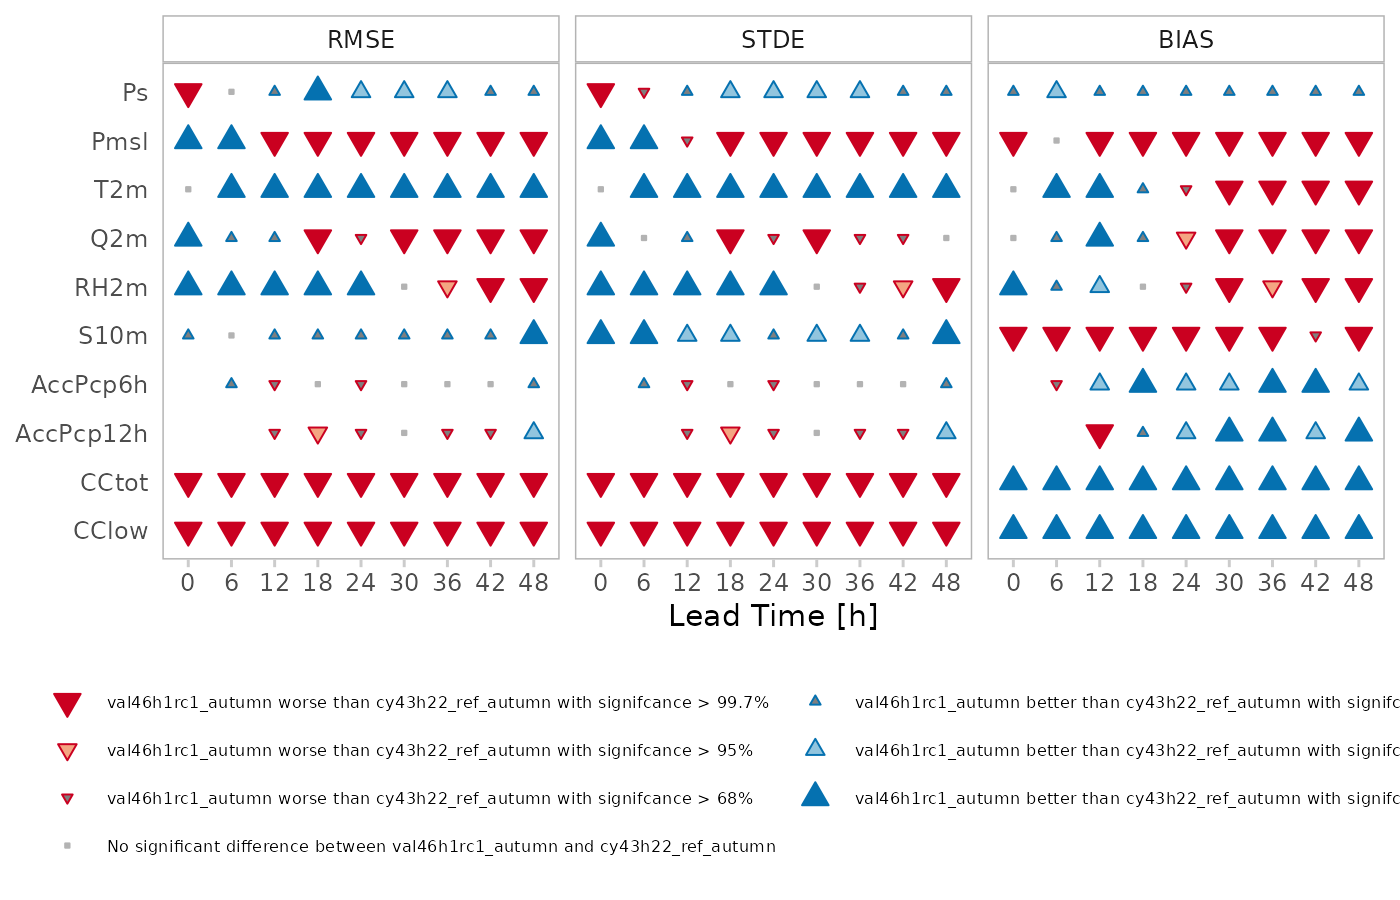 RMSE STDE BIAS
Ps
Pmsl
T2m
Q2m
RH2m
S10m
AccPcp6h
AccPcp12h
CCtot
CClow
0 6 12 18 24 30 36 42 48 0 6 12 18 24 30 36 42 48 0 6 12 18 24 30 36 42 48
Lead Time [h]
val46h1rc1_autumn worse than cy43h22_ref_autumn with signifcance > 99.7%
val46h1rc1_autumn worse than cy43h22_ref_autumn with signifcance > 95%
val46h1rc1_autumn worse than cy43h22_ref_autumn with signifcance > 68%
No significant difference between val46h1rc1_autumn and cy43h22_ref_autumn
val46h1rc1_autumn better than cy43h22_ref_autumn with signifc
val46h1rc1_autumn better than cy43h22_ref_autumn with signifc
val46h1rc1_autumn better than cy43h22_ref_autumn with signifc